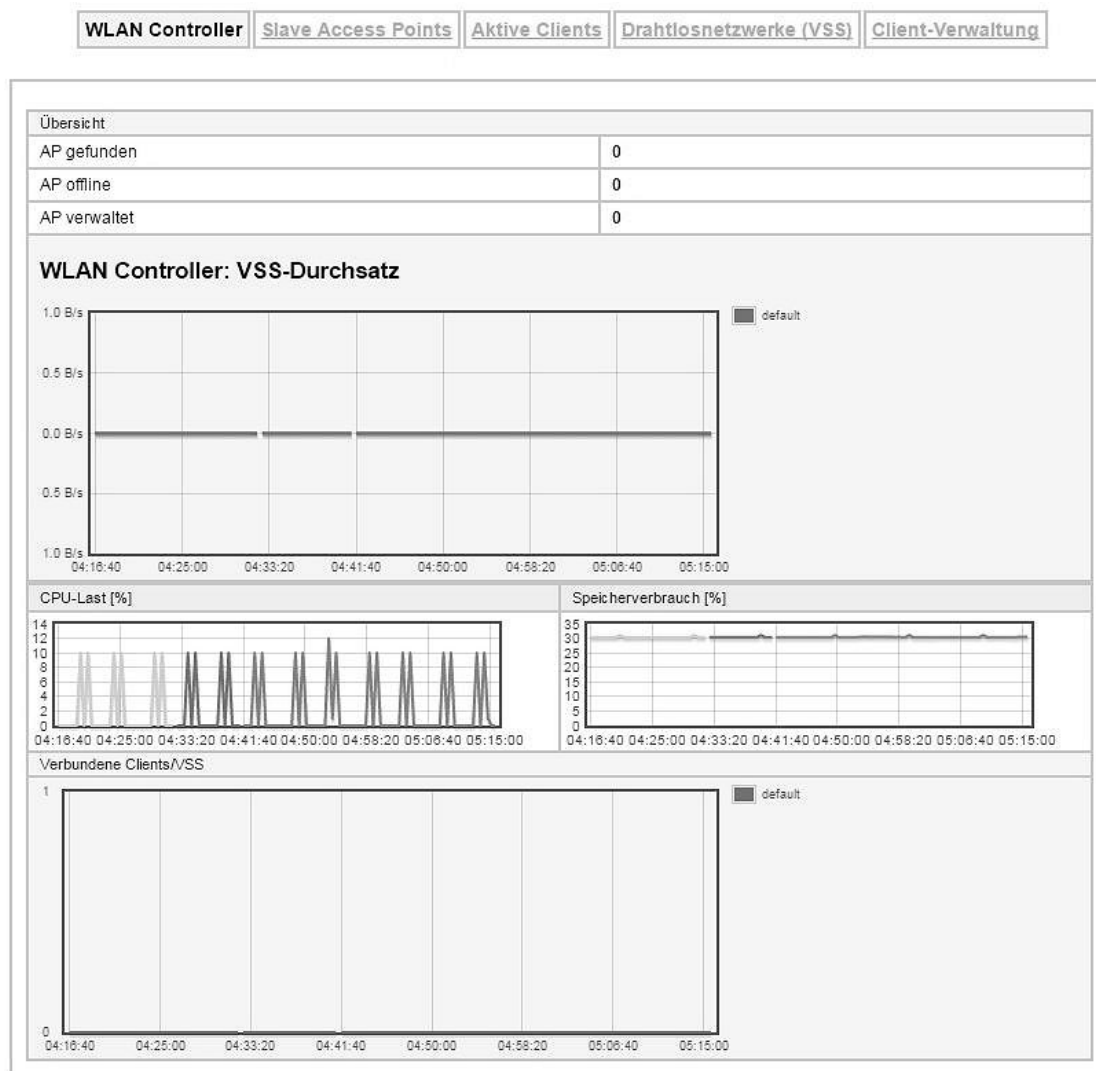 WLAN Controller Slave Access Points Aktive Clients Drahtlosnetzwerke (VSS) Client-Verwaltung
Übersicht
AP gefunden 0
AP offline 0
AP verwaltet 0
WLAN Controller: VSS-Durchsatz
1.0 B/s
default
0.5 B/s
0.0 B/s
0.5 B/s
1.0 B/s
04:16:40 04:25:00 04:33:20 04:41:40 04:50:00 04:58:20 05:06:40 05:15:00
CPU-Last [%] Speicherverbrauch [%]
14 35
12 30
10 25
8 20
6 15
4 10
2 5
0 0
04:16:40 04:25:00 04:33:20 04:41:40 04:50:00 04:58:20 05:06:40 05:15:00 04:16:40 04:25:00 04:33:20 04:41:40 04:50:00 04:58:20 05:06:40 05:15:00
Verbundene Clients/VSS
1
default
0
04:16:40 04:25:00 04:33:20 04:41:40 04:50:00 04:58:20 05:06:40 05:15:00